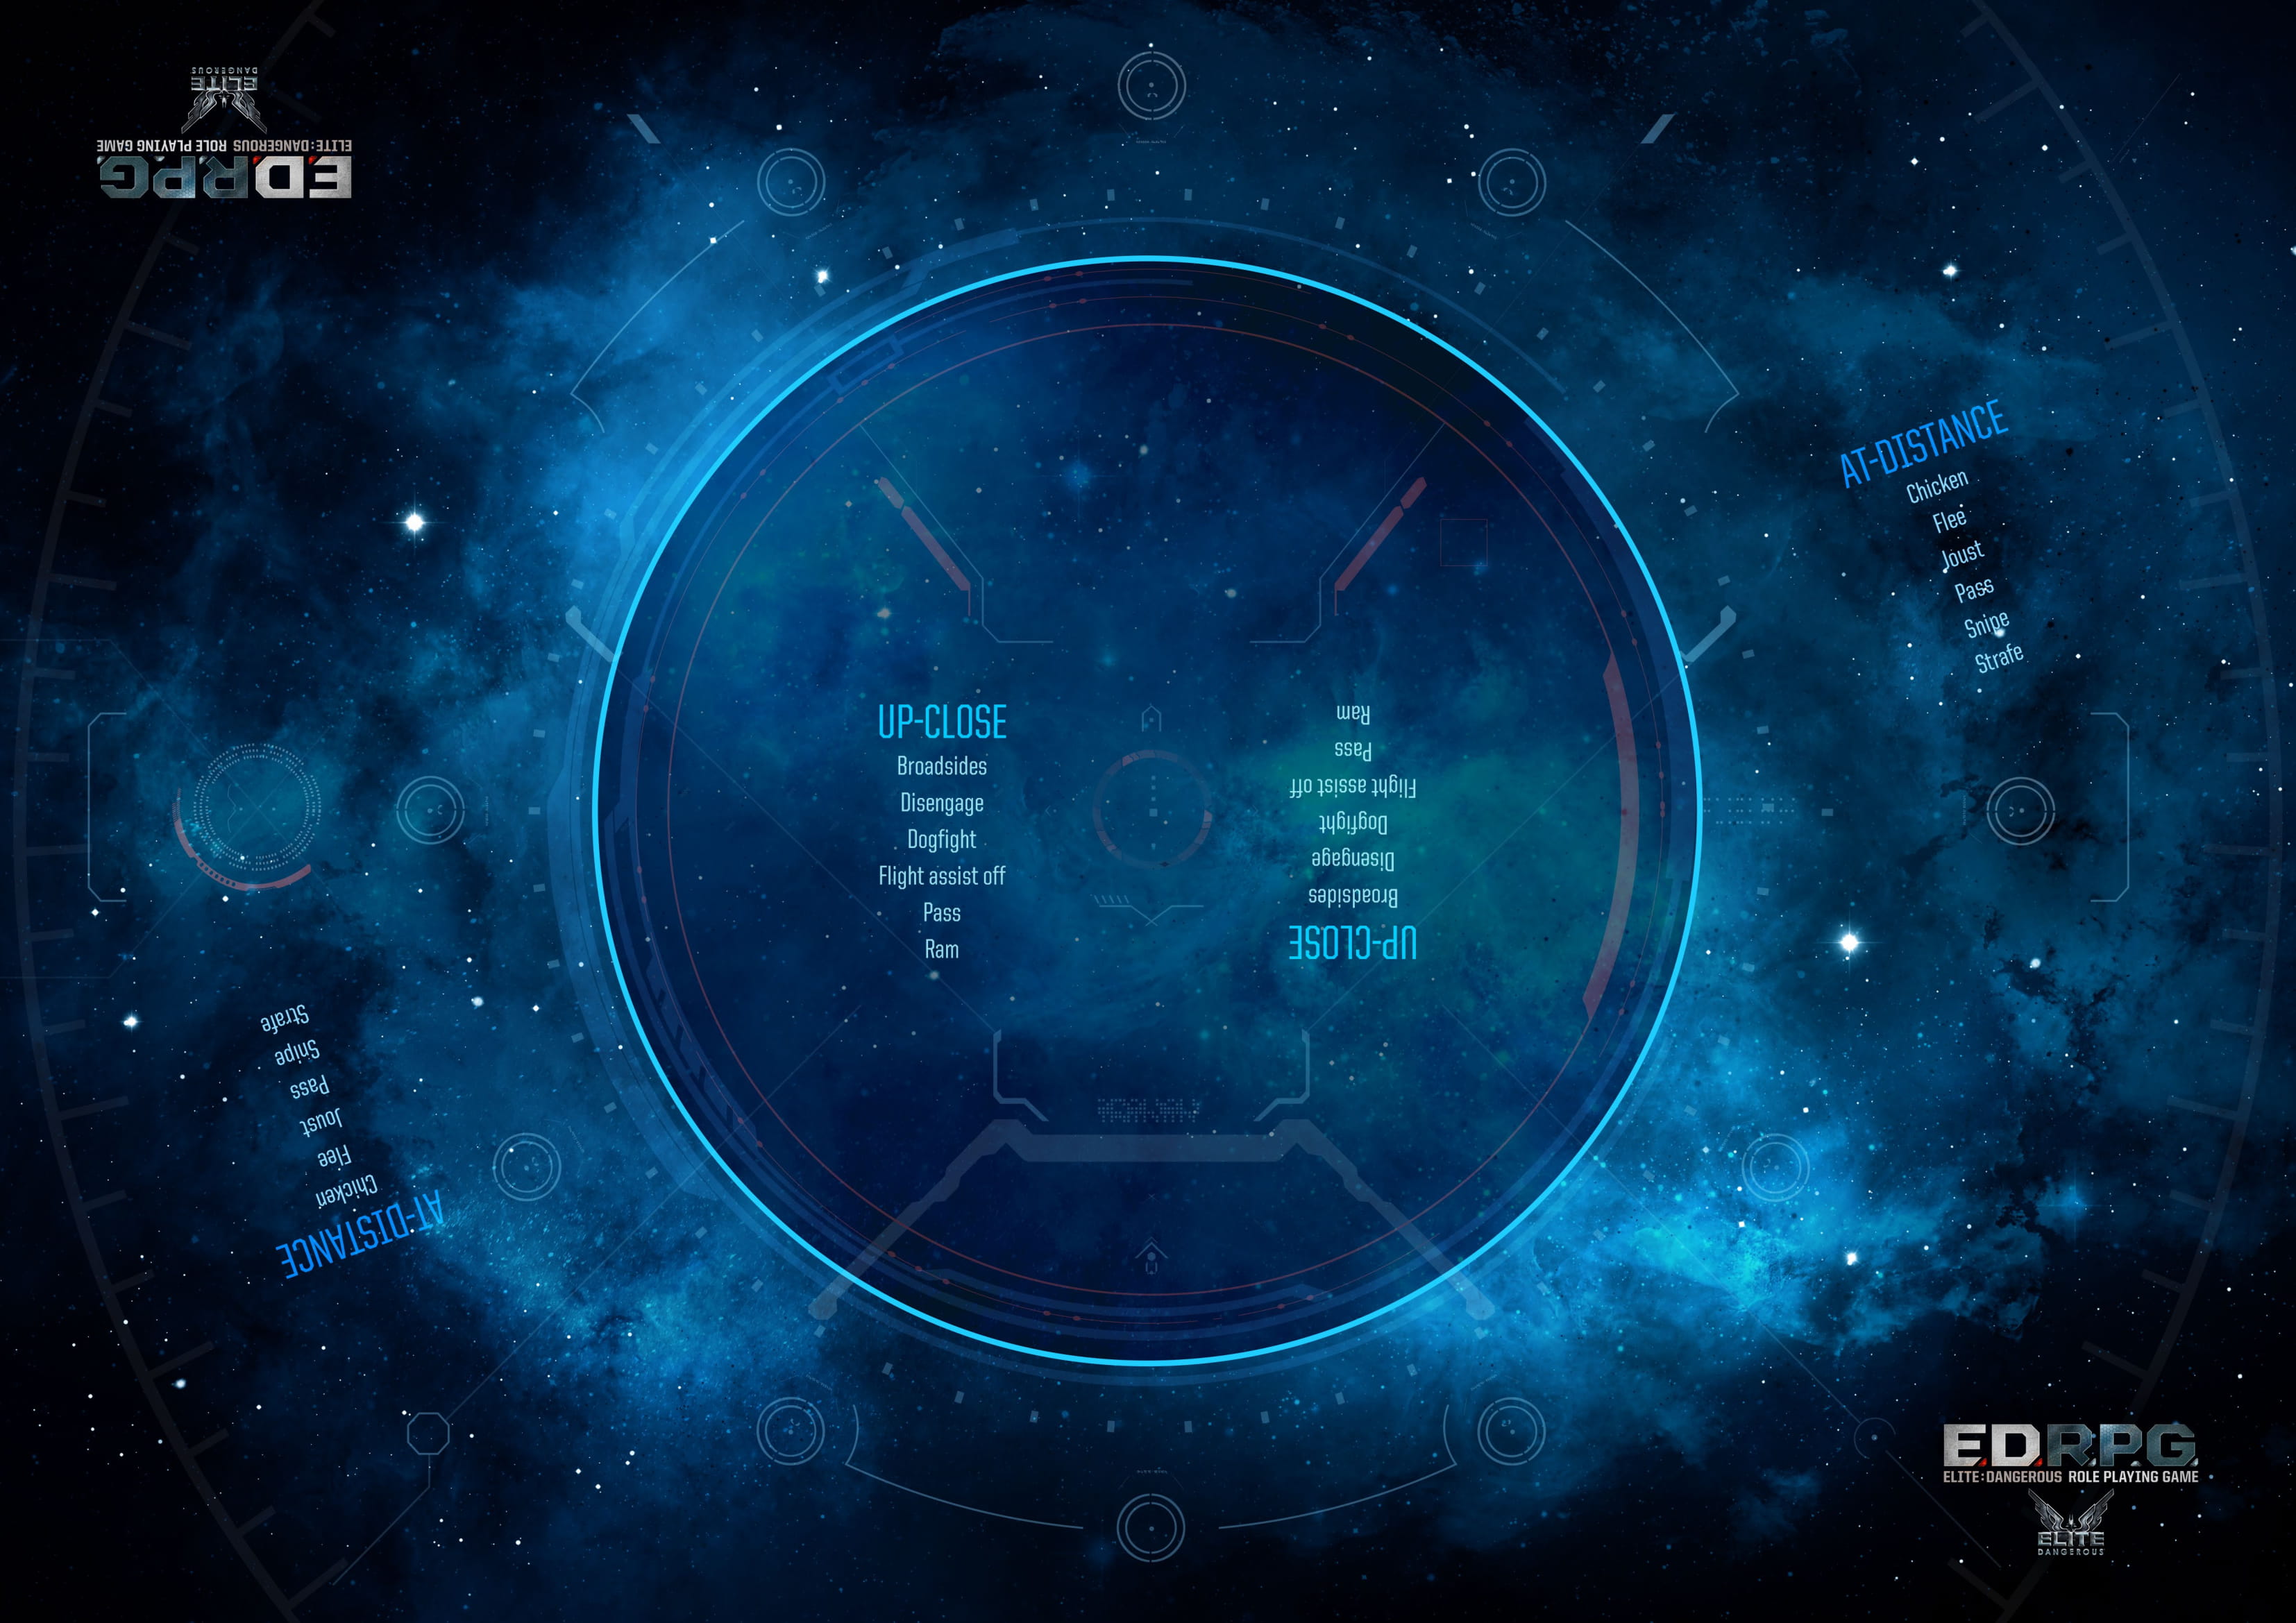 DANGEROUS
ELITE
ELITE:DANGEROUS ROLE PLAYING GAME
EDRPG
AT-DISTANCE
Chicken
Flee
Joust
Pass
Snipe
Strafe
UP-CLOSE
Broadsides
Disengage
Dogfight
Flight assist off
Pass
Ram
UP-CLOSE
Broadsides
Disengage
Dogfight
Flight assist off
Pass
Ram
AT-DISTANCE
Chicken
Flee
Joust
Pass
Snipe
Strafe
EDRPG
ELITE:DANGEROUS ROLE PLAYING GAME
ELITE
DANGEROUS